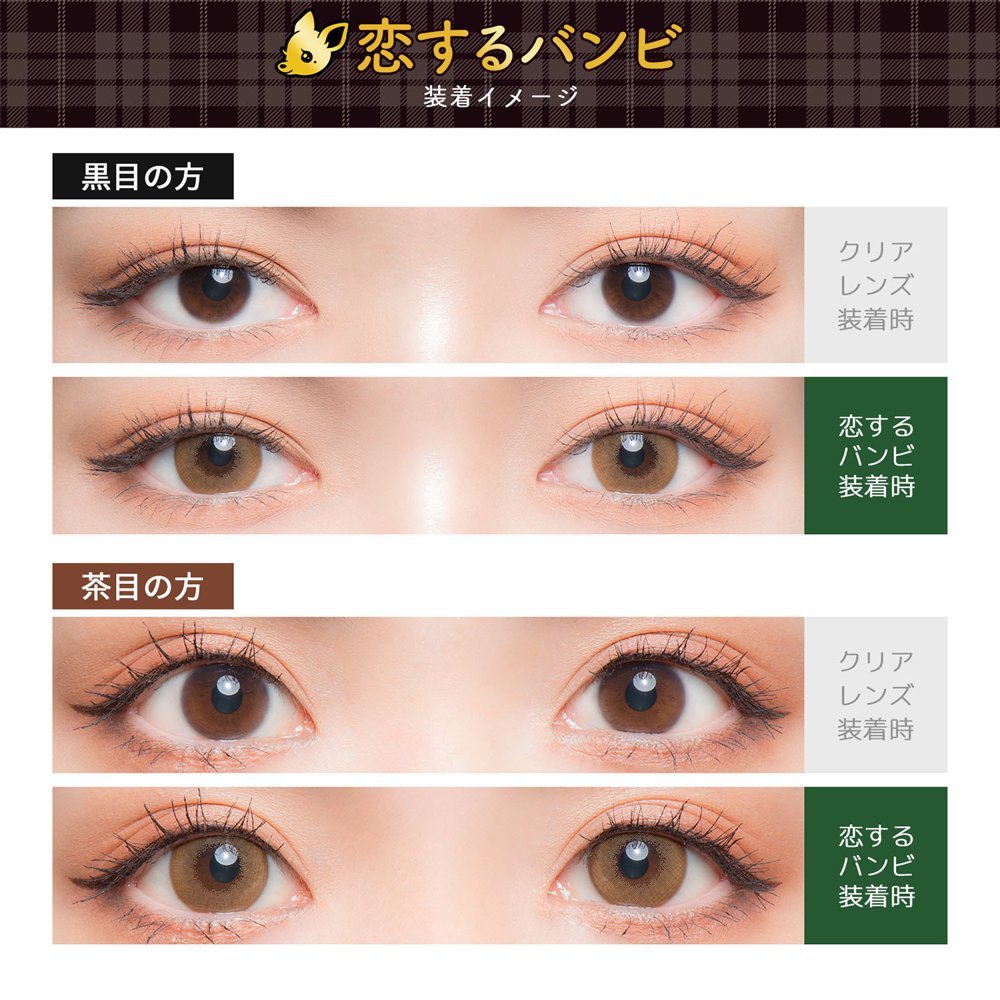 恋するバンビ
装着イメージ
黒目の方
クリア
レンズ
装着時
恋する
バンビ
装着時
茶目の方
クリア
レンズ
装着時
恋する
バンビ
装着時